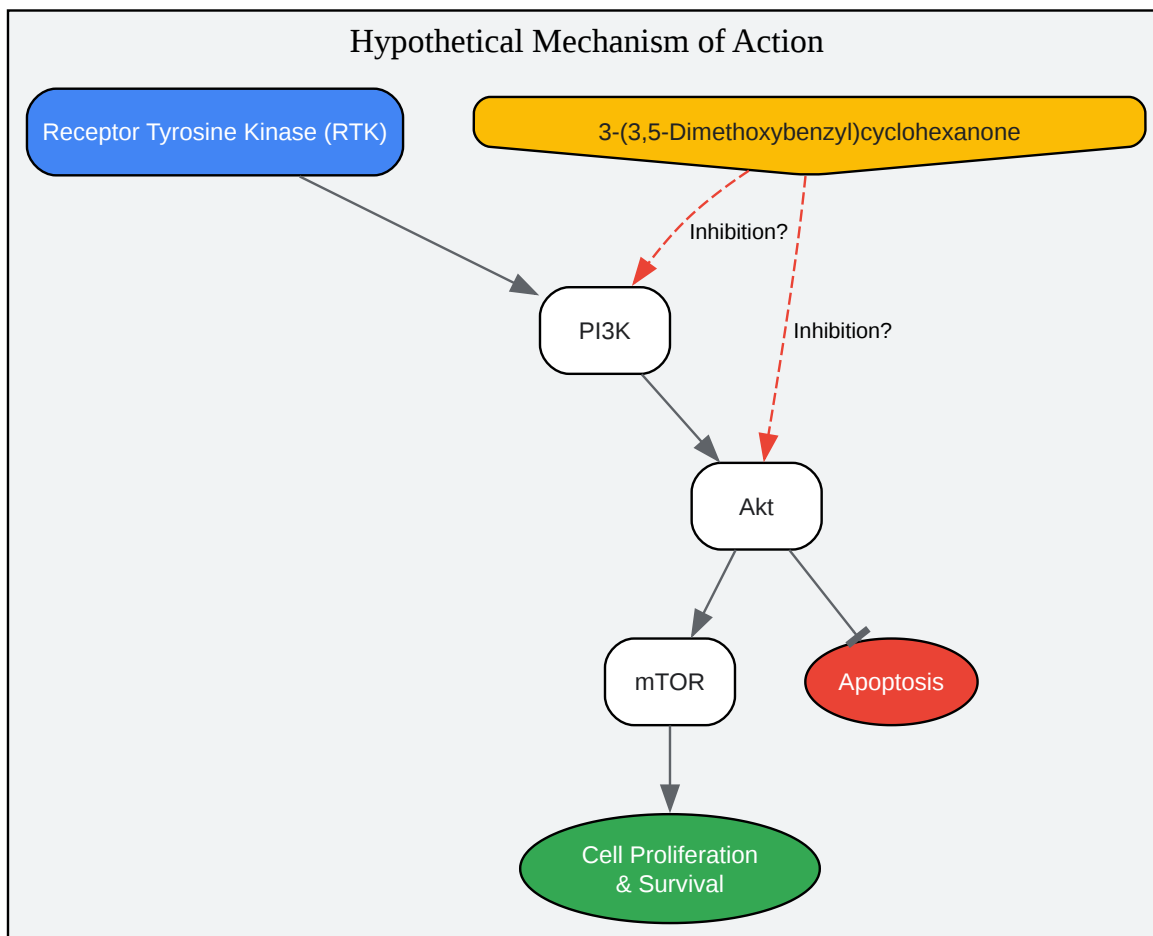 Hypothetical Mechanism of Action
Receptor Tyrosine Kinase (RTK)
3-(3,5-Dimethoxybenzyl)cyclohexanone
Inhibition?
PI3K
Inhibition?
Akt
mTOR
Apoptosis
Cell Proliferation
& Survival